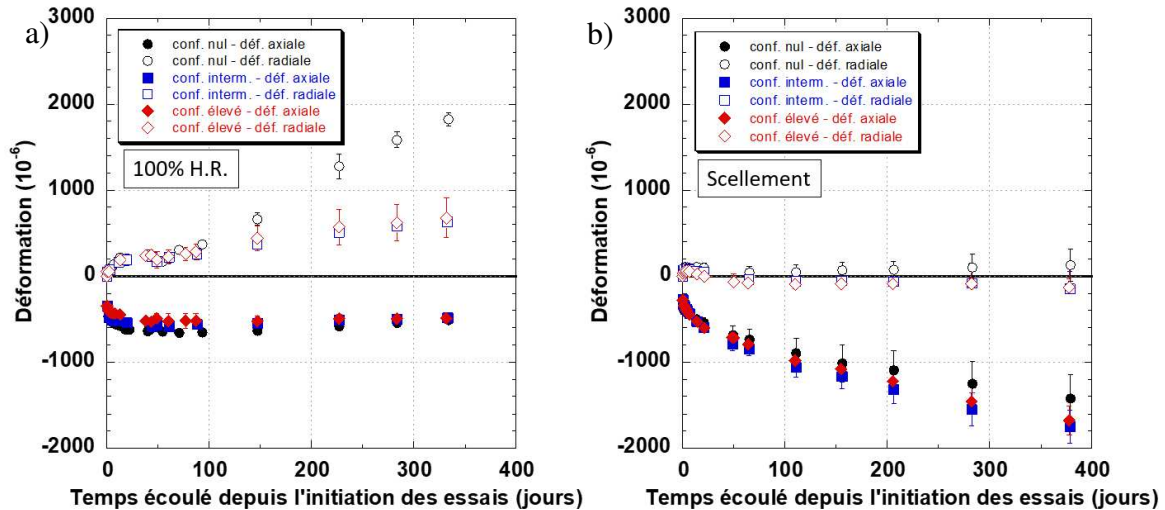 a)
3000
2000
1000
0
-1000
-2000
Déformation (10⁻⁶)
conf. nul - déf. axiale
conf. nul - déf. radiale
conf. interm. - déf. axiale
conf. interm. - déf. radiale
conf. élevé - déf. axiale
conf. élevé - déf. radiale
100% H.R.
0 100 200 300 400
Temps écoulé depuis l'initiation des essais (jours)
b)
3000
2000
1000
0
-1000
-2000
Déformation (10⁻⁶)
conf. nul - déf. axiale
conf. nul - déf. radiale
conf. interm. - déf. axiale
conf. interm. - déf. radiale
conf. élevé - déf. axiale
conf. élevé - déf. radiale
Scellement
0 100 200 300 400
Temps écoulé depuis l'initiation des essais (jours)